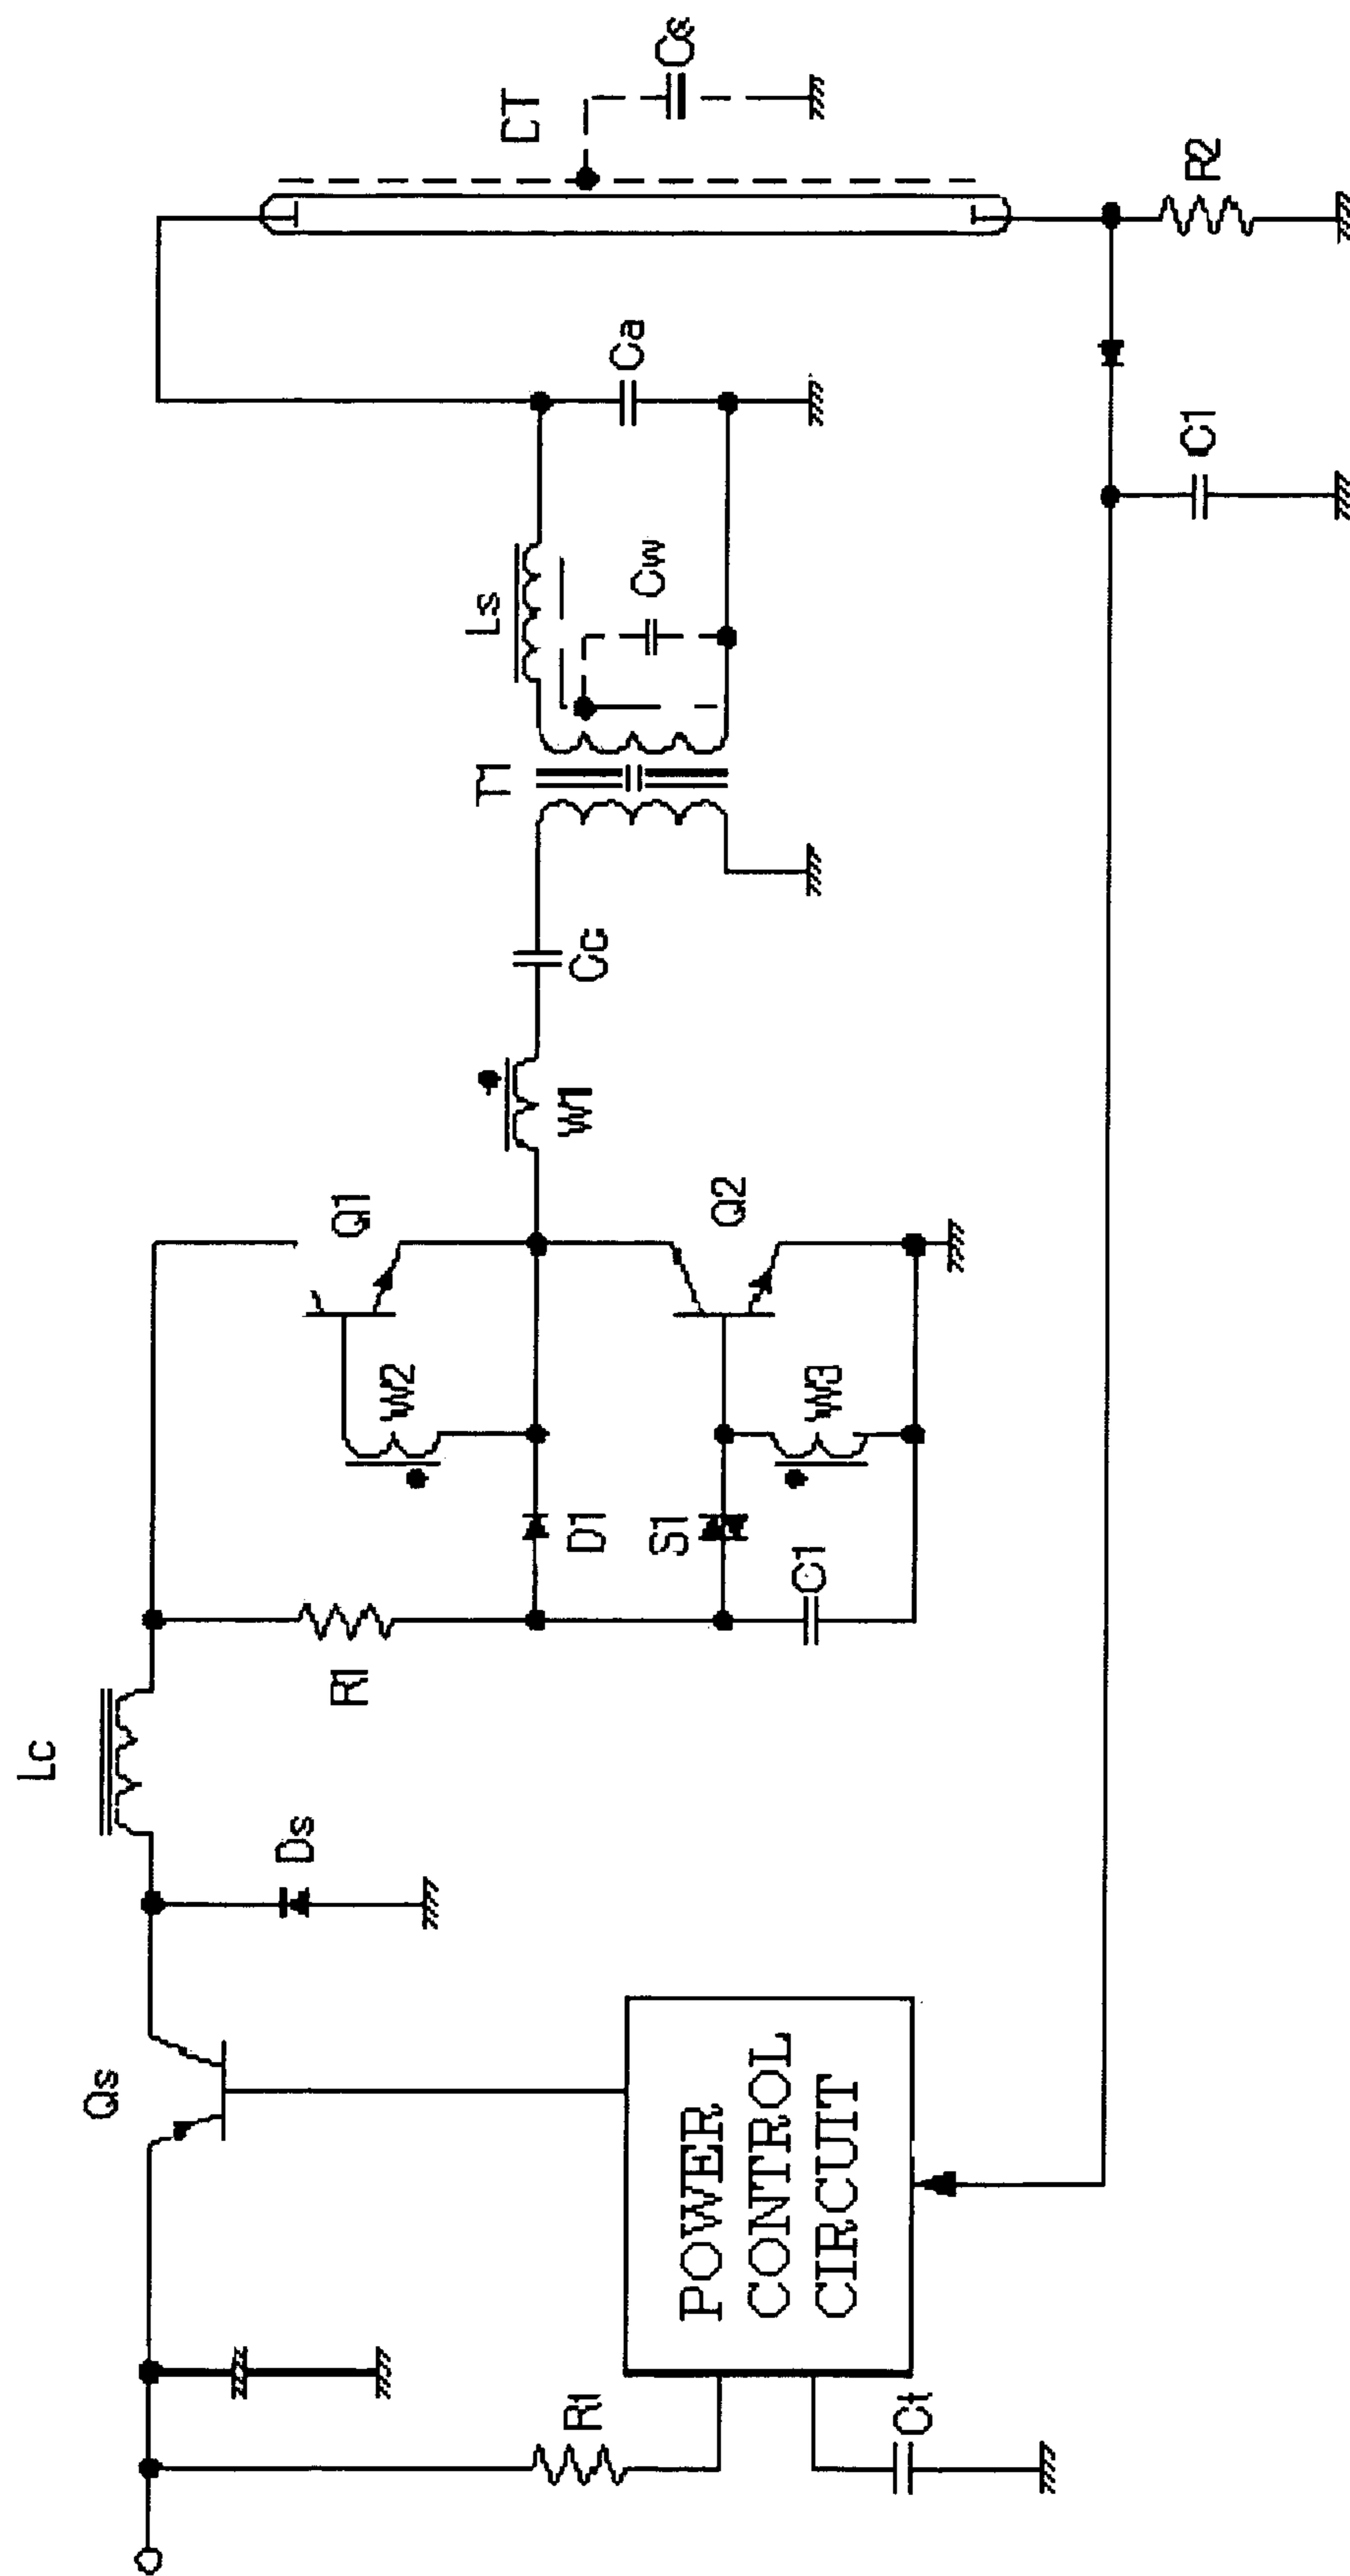 Qs
Lc
Ds
R1
Q1
W2
D1
S1
C1
W3
Q2
W1
Cc
T1
Ls
Cw
Ca
Cs
R2
C1
R1
Ct
POWER
CONTROL
CIRCUIT